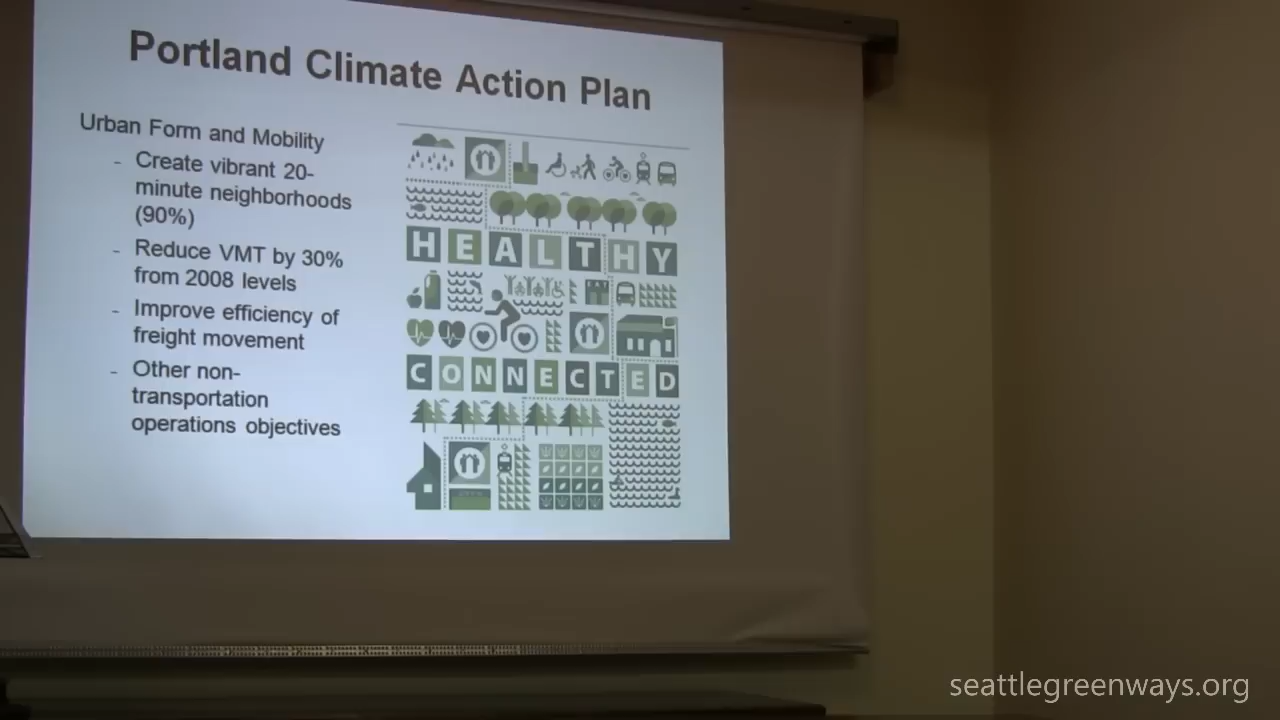 Portland Climate Action Plan
Urban Form and Mobility
- Create vibrant 20-
minute neighborhoods
(90%)
- Reduce VMT by 30%
from 2008 levels
- Improve efficiency of
freight movement
- Other non-
transportation
operations objectives
HEALTHY
CONNECTED
seattlegreenways.org